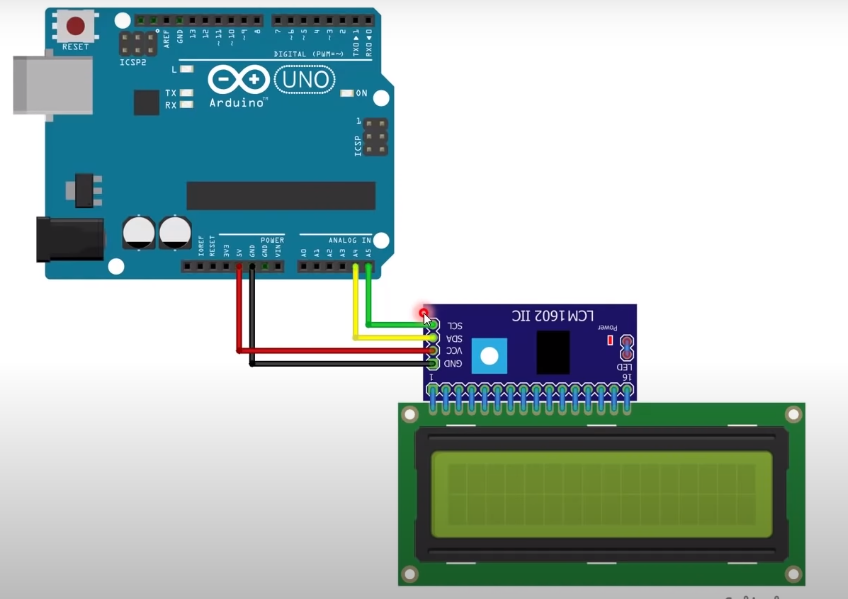 RESET
ICSP2
AREF
GND
13
12
~11
~10
~9
8
7
~6
~5
4
~3
2
TX0▶1
RX0◀0
DIGITAL (PWM=~)
L
TX
RX
UNO
ON
Arduino™
1
ICSP
IOREF
RESET
3V3
5V
GND
GND
VIN
POWER
A0
A1
A2
A3
A4
A5
ANALOG IN
LCM1602 IIC
SCL
SDA
VCC
GND
Power
LED
1
16